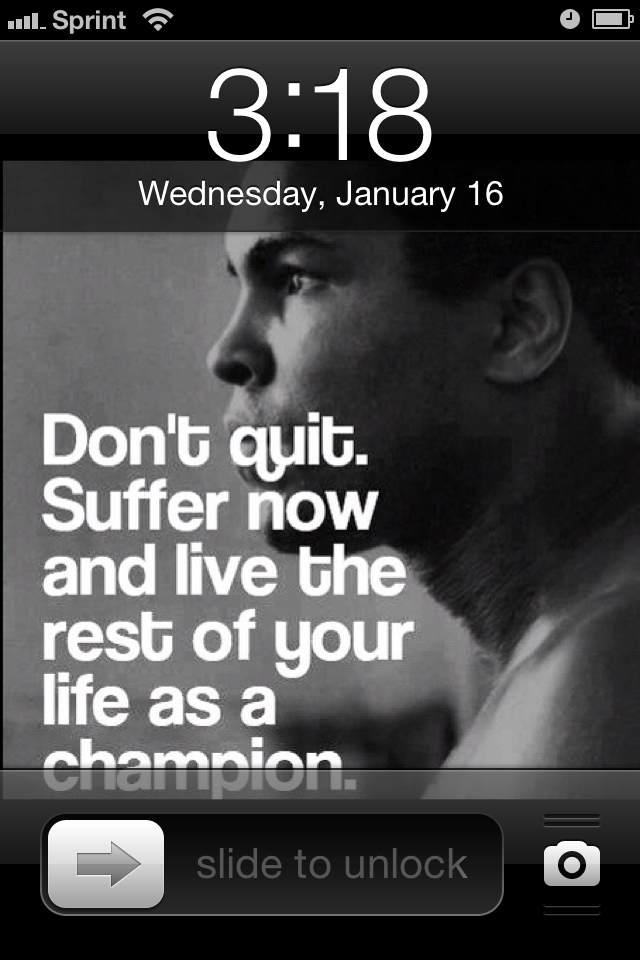 Sprint
3:18
Wednesday, January 16
Don't quit.
Suffer now
and live the
rest of your
life as a
champion.
slide to unlock